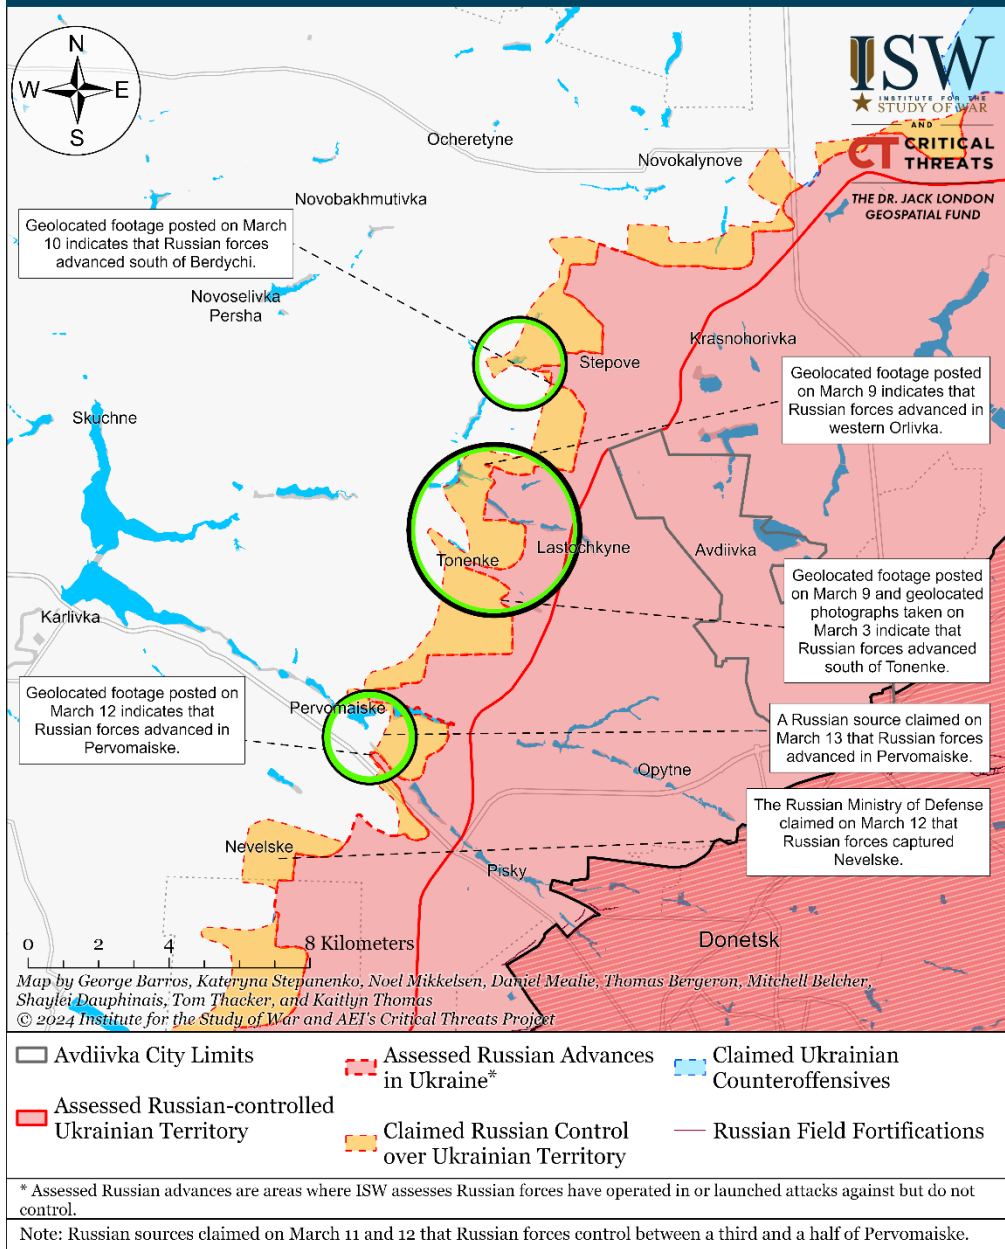 N
W E
S
ISW
INSTITUTE FOR THE
STUDY OF WAR
AND
CT CRITICAL
THREATS
THE DR. JACK LONDON
GEOSPATIAL FUND
Ocheretyne
Novokalynove
Novobakhmutivka
Geolocated footage posted on March
10 indicates that Russian forces
advanced south of Berdychi.
Novoselivka
Persha
Krasnohorivka
Stepove
Geolocated footage posted
on March 9 indicates that
Russian forces advanced in
western Orlivka.
Skuchne
Lastochkyne
Avdiivka
Tonenke
Geolocated footage posted
on March 9 and geolocated
photographs taken on
March 3 indicate that
Russian forces advanced
south of Tonenke.
Karlivka
Geolocated footage posted on
March 12 indicates that
Russian forces advanced in
Pervomaiske.
Pervomaiske
A Russian source claimed on
March 13 that Russian forces
advanced in Pervomaiske.
Opytne
The Russian Ministry of Defense
claimed on March 12 that
Russian forces captured
Nevelske.
Nevelske
Pisky
Donetsk
0 2 4 8 Kilometers
Map by George Barros, Kateryna Stepanenko, Noel Mikkelsen, Daniel Mealie, Thomas Bergeron, Mitchell Belcher,
Shaylei Dauphinais, Tom Thacker, and Kaitlyn Thomas
© 2024 Institute for the Study of War and AEI's Critical Threats Project
Avdiivka City Limits
Assessed Russian-controlled
Ukrainian Territory
Assessed Russian Advances
in Ukraine*
Claimed Russian Control
over Ukrainian Territory
Claimed Ukrainian
Counteroffensives
Russian Field Fortifications
* Assessed Russian advances are areas where ISW assesses Russian forces have operated in or launched attacks against but do not
control.
Note: Russian sources claimed on March 11 and 12 that Russian forces control between a third and a half of Pervomaiske.